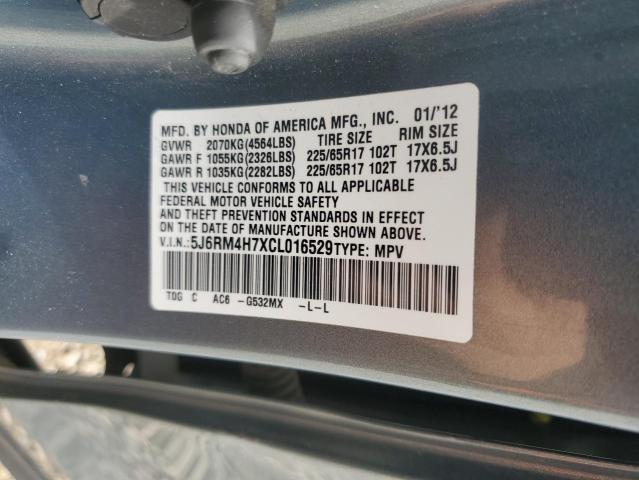 MFD. BY HONDA OF AMERICA MFG., INC. 01/'12
GVWR 2070KG(4564LBS) TIRE SIZE RIM SIZE
GAWR F 1055KG(2326LBS) 225/65R17 102T 17X6.5J
GAWR R 1035KG(2282LBS) 225/65R17 102T 17X6.5J
THIS VEHICLE CONFORMS TO ALL APPLICABLE
FEDERAL MOTOR VEHICLE SAFETY
AND THEFT PREVENTION STANDARDS IN EFFECT
ON THE DATE OF MANUFACTURE SHOWN ABOVE.
V.I.N.: 5J6RM4H7XCL016529 TYPE: MPV
TOG C AC6 -G532MX -L-L